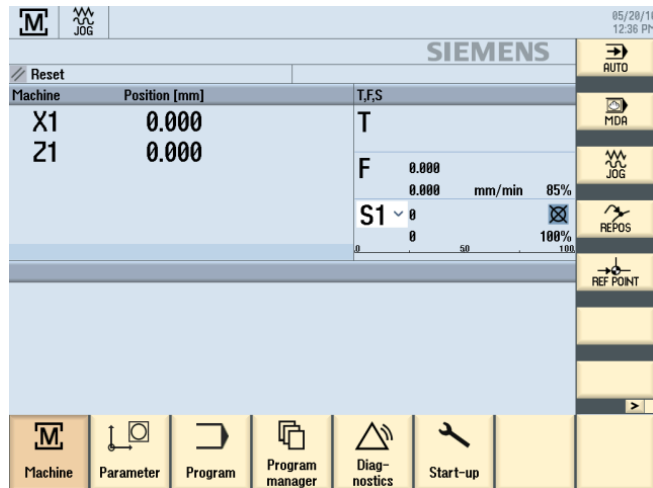 M JOG 05/20/1
12:36 PM
SIEMENS
AUTO
Reset
Machine Position [mm] T,F,S
X1 0.000 T
MDA
Z1 0.000
F 0.000
0.000 mm/min 85%
JOG
S1 0
0 100%
0 50 100
REPOS
REF POINT
>
M
Machine
Parameter
Program
Program
manager
Diag-
nostics
Start-up